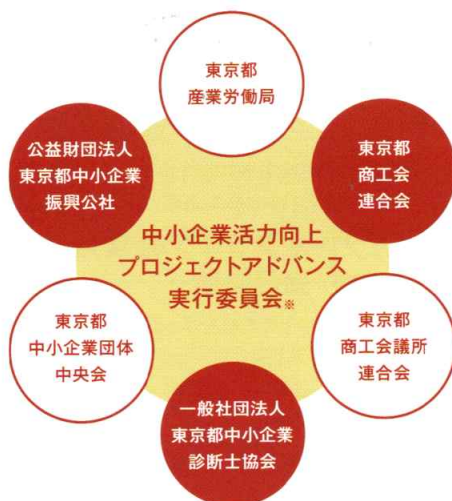 東京都
産業労働局
公益財団法人
東京都中小企業
振興公社
東京都
商工会
連合会
中小企業活力向上
プロジェクトアドバンス
実行委員会※
東京都
中小企業団体
中央会
東京都
商工会議所
連合会
一般社団法人
東京都中小企業
診断士協会